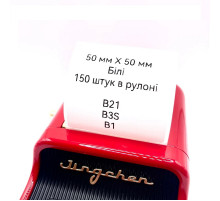 50 мм X 50 мм
Білі
150 штук в рулоні
B21
B3S
B1
Jingchen